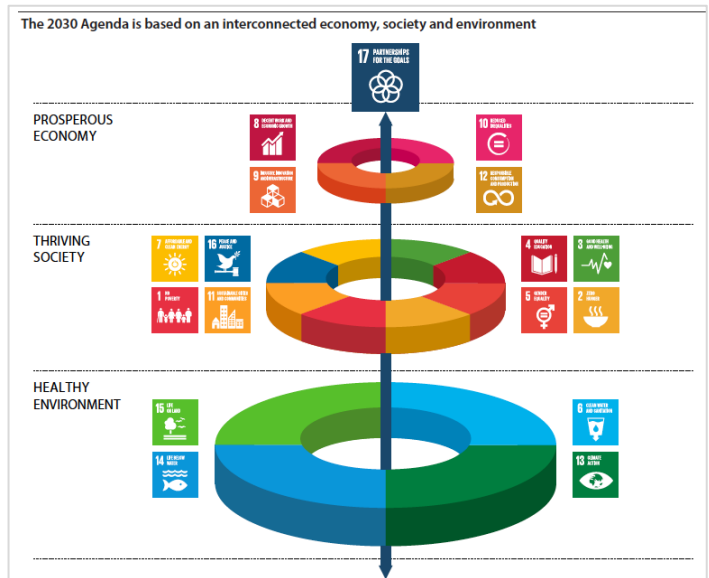 The 2030 Agenda is based on an interconnected economy, society and environment
17 PARTNERSHIPS
FOR THE GOALS
PROSPEROUS
ECONOMY
8 DECENT WORK AND
ECONOMIC GROWTH
10 REDUCED
INEQUALITIES
9 INDUSTRY, INNOVATION
AND INFRASTRUCTURE
12 RESPONSIBLE
CONSUMPTION
AND PRODUCTION
THRIVING
SOCIETY
7 AFFORDABLE AND
CLEAN ENERGY
16 PEACE AND
JUSTICE
4 QUALITY
EDUCATION
3 GOOD HEALTH
AND WELL-BEING
1 NO
POVERTY
11 SUSTAINABLE CITIES
AND COMMUNITIES
5 GENDER
EQUALITY
2 ZERO
HUNGER
HEALTHY
ENVIRONMENT
15 LIFE
ON LAND
6 CLEAN WATER
AND SANITATION
14 LIFE BELOW
WATER
13 CLIMATE
ACTION